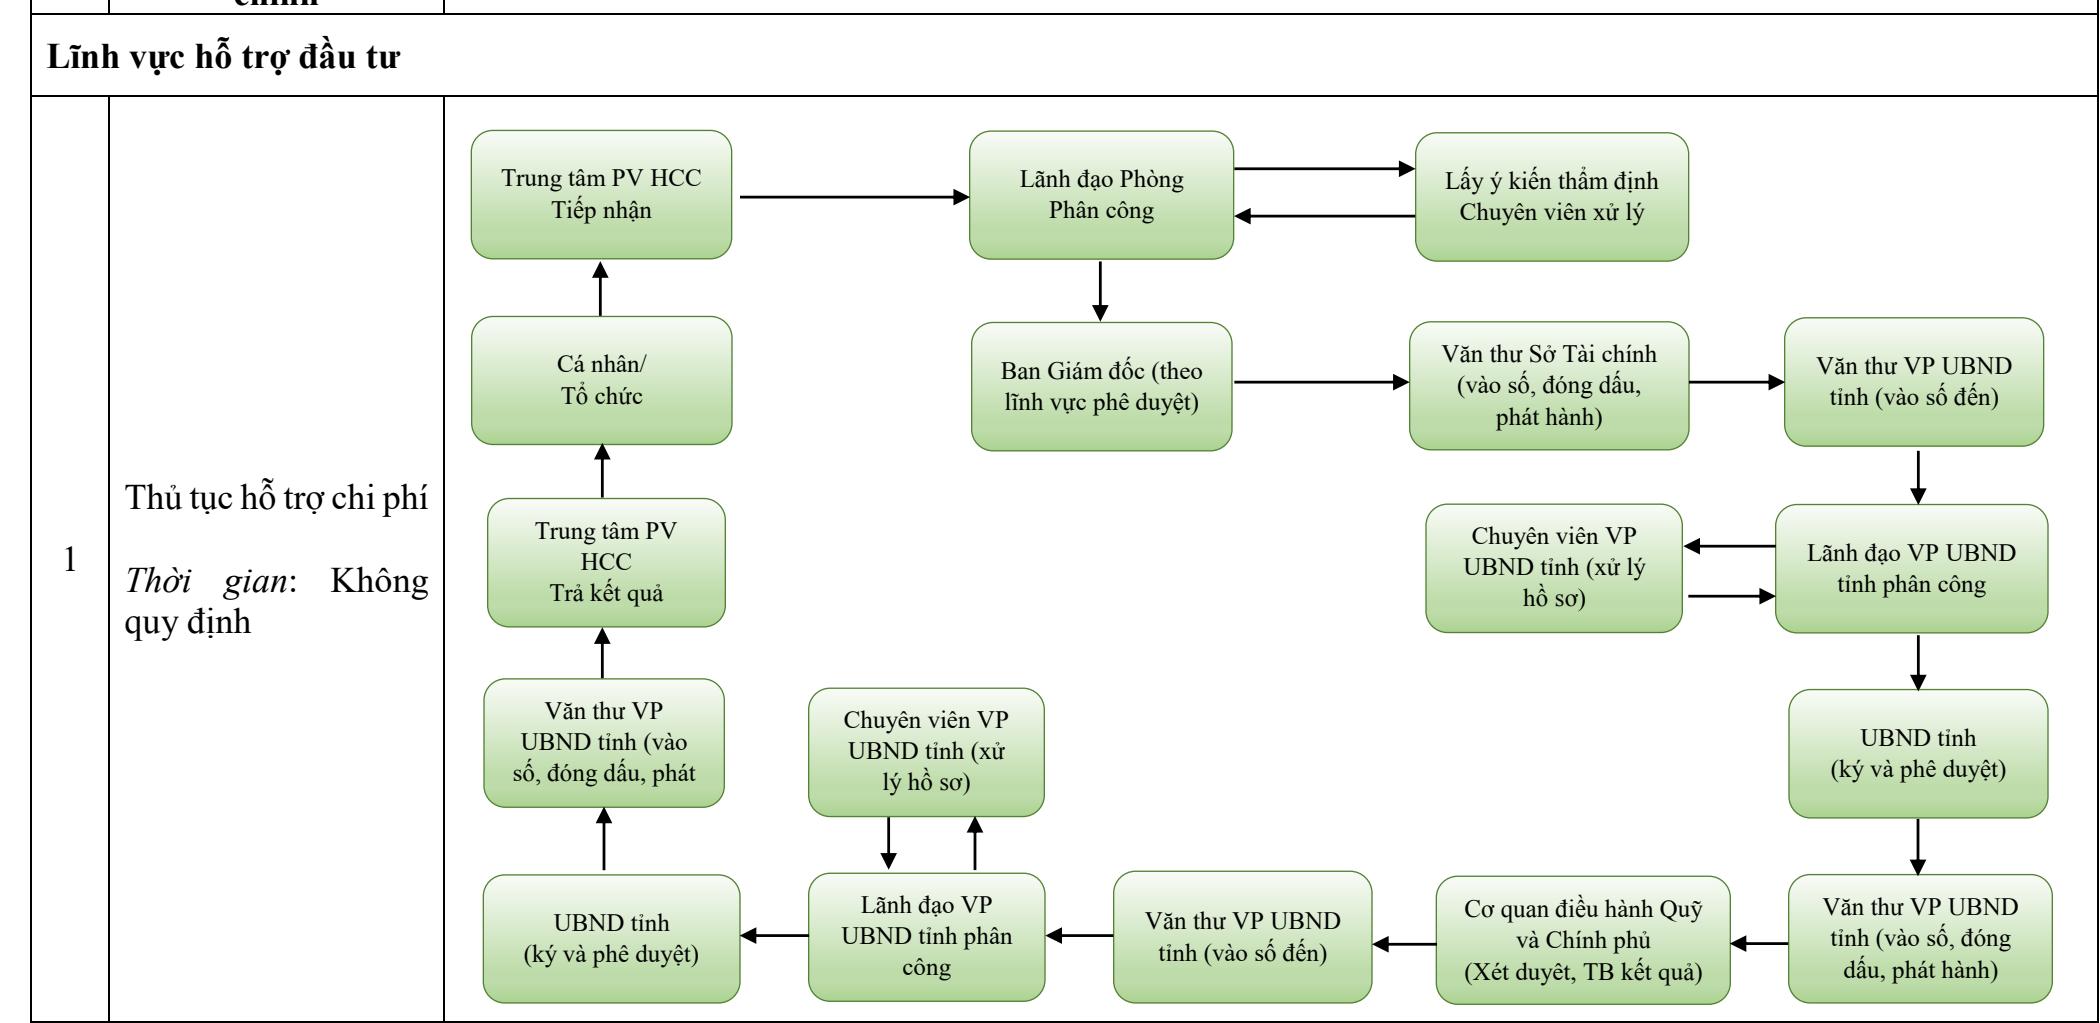 chính
Lĩnh vực hỗ trợ đầu tư
1
Thủ tục hỗ trợ chi phí
Thời gian: Không
quy định
Trung tâm PV HCC
Tiếp nhận
Lãnh đạo Phòng
Phân công
Lấy ý kiến thẩm định
Chuyên viên xử lý
Cá nhân/
Tổ chức
Ban Giám đốc (theo
lĩnh vực phê duyệt)
Văn thư Sở Tài chính
(vào số, đóng dấu,
phát hành)
Văn thư VP UBND
tỉnh (vào số đến)
Trung tâm PV
HCC
Trả kết quả
Chuyên viên VP
UBND tỉnh (xử lý
hồ sơ)
Lãnh đạo VP UBND
tỉnh phân công
Văn thư VP
UBND tỉnh (vào
số, đóng dấu, phát
Chuyên viên VP
UBND tỉnh (xử
lý hồ sơ)
UBND tỉnh
(ký và phê duyệt)
UBND tỉnh
(ký và phê duyệt)
Lãnh đạo VP
UBND tỉnh phân
công
Văn thư VP UBND
tỉnh (vào số đến)
Cơ quan điều hành Quỹ
và Chính phủ
(Xét duyêt, TB kết quả)
Văn thư VP UBND
tỉnh (vào số, đóng
dấu, phát hành)